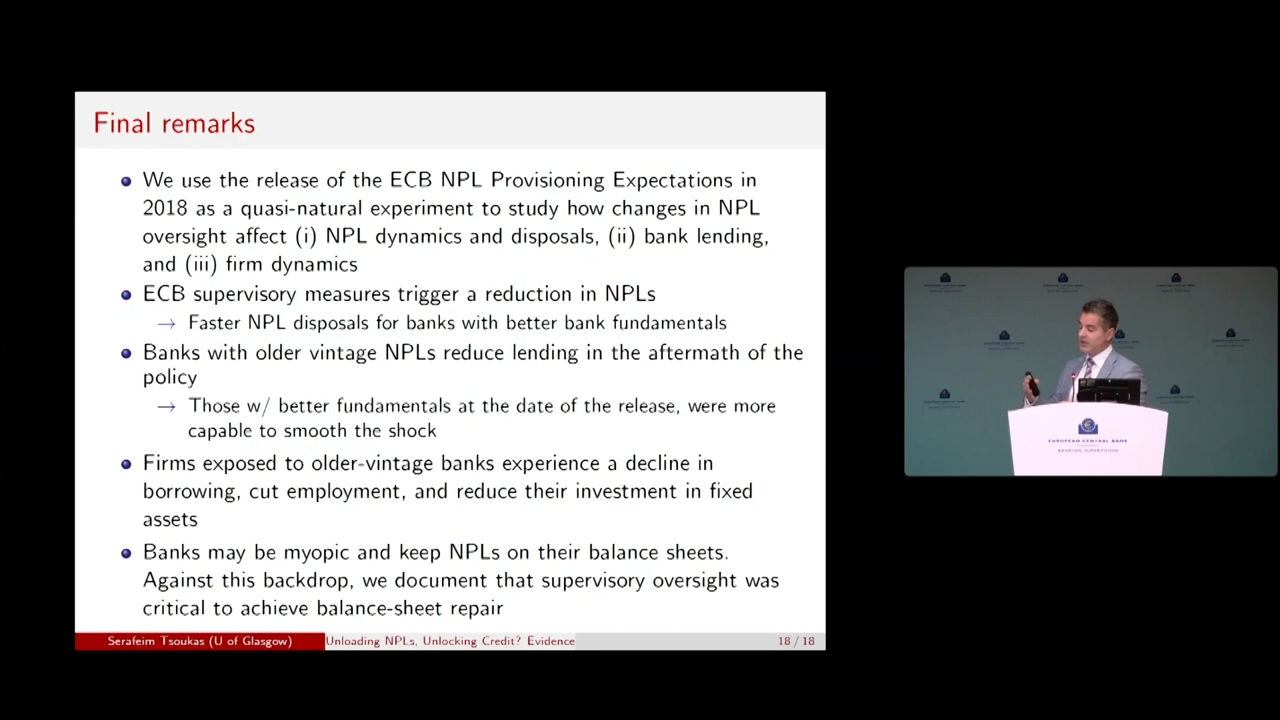 Final remarks
We use the release of the ECB NPL Provisioning Expectations in
2018 as a quasi-natural experiment to study how changes in NPL
oversight affect (i) NPL dynamics and disposals, (ii) bank lending,
and (iii) firm dynamics
ECB supervisory measures trigger a reduction in NPLs
→ Faster NPL disposals for banks with better bank fundamentals
Banks with older vintage NPLs reduce lending in the aftermath of the
policy
→ Those w/ better fundamentals at the date of the release, were more
capable to smooth the shock
Firms exposed to older-vintage banks experience a decline in
borrowing, cut employment, and reduce their investment in fixed
assets
Banks may be myopic and keep NPLs on their balance sheets.
Against this backdrop, we document that supervisory oversight was
critical to achieve balance-sheet repair
Serafeim Tsoukas (U of Glasgow) Unloading NPLs, Unlocking Credit? Evidence 18 / 18
EUROPEAN CENTRAL BANK
BANKING SUPERVISION